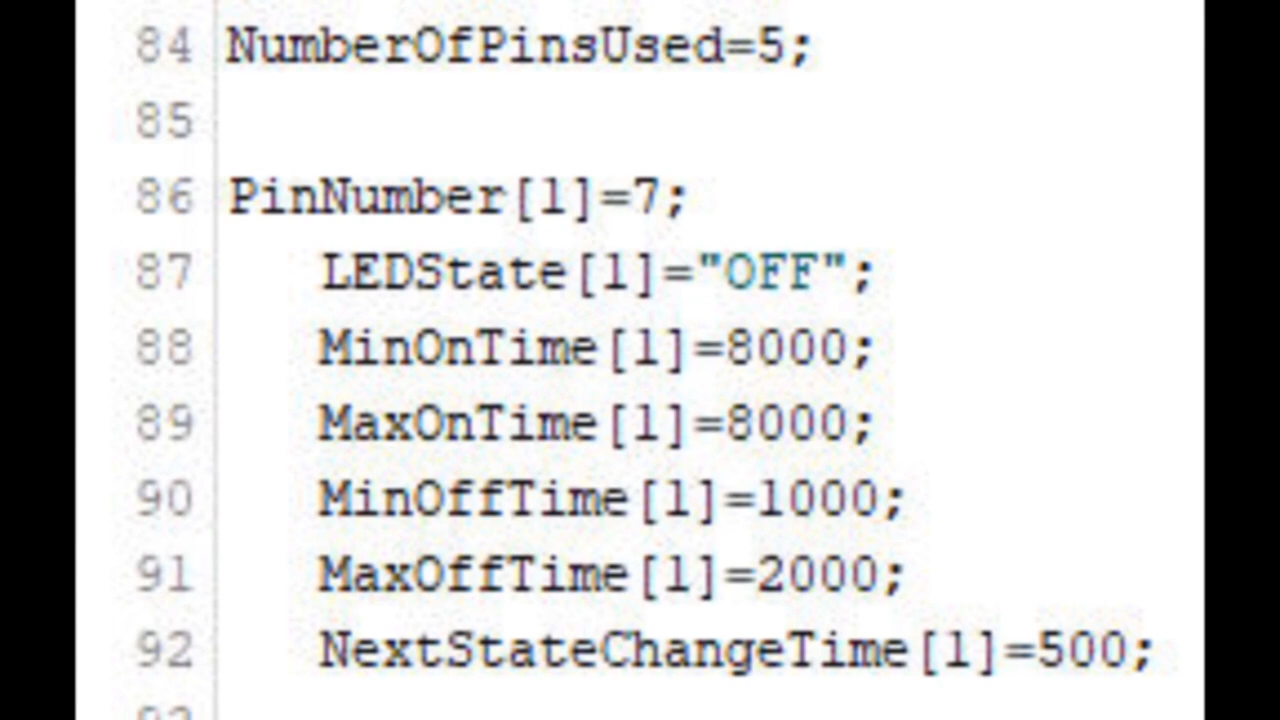 84 NumberOfPinsUsed=5;
85
86 PinNumber[1]=7;
87 LEDState[1]="OFF";
88 MinOnTime[1]=8000;
89 MaxOnTime[1]=8000;
90 MinOffTime[1]=1000;
91 MaxOffTime[1]=2000;
92 NextStateChangeTime[1]=500;
93